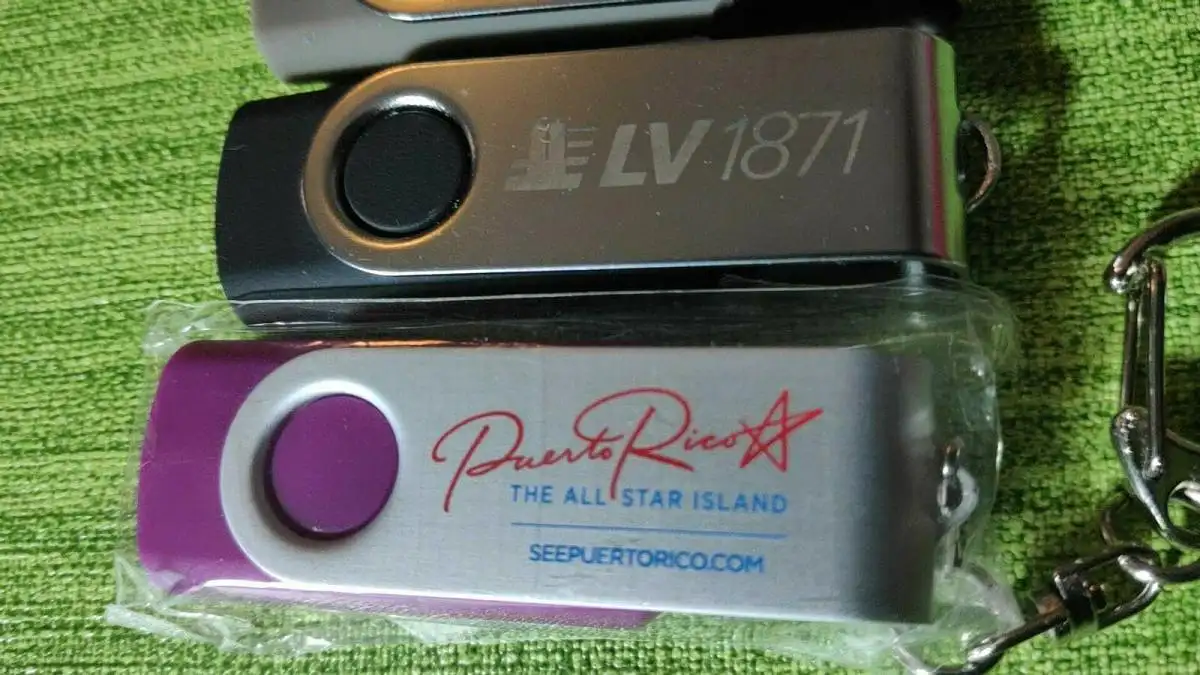 LV 1871
Puerto Rico
THE ALL STAR ISLAND
SEEPUERTORICO.COM